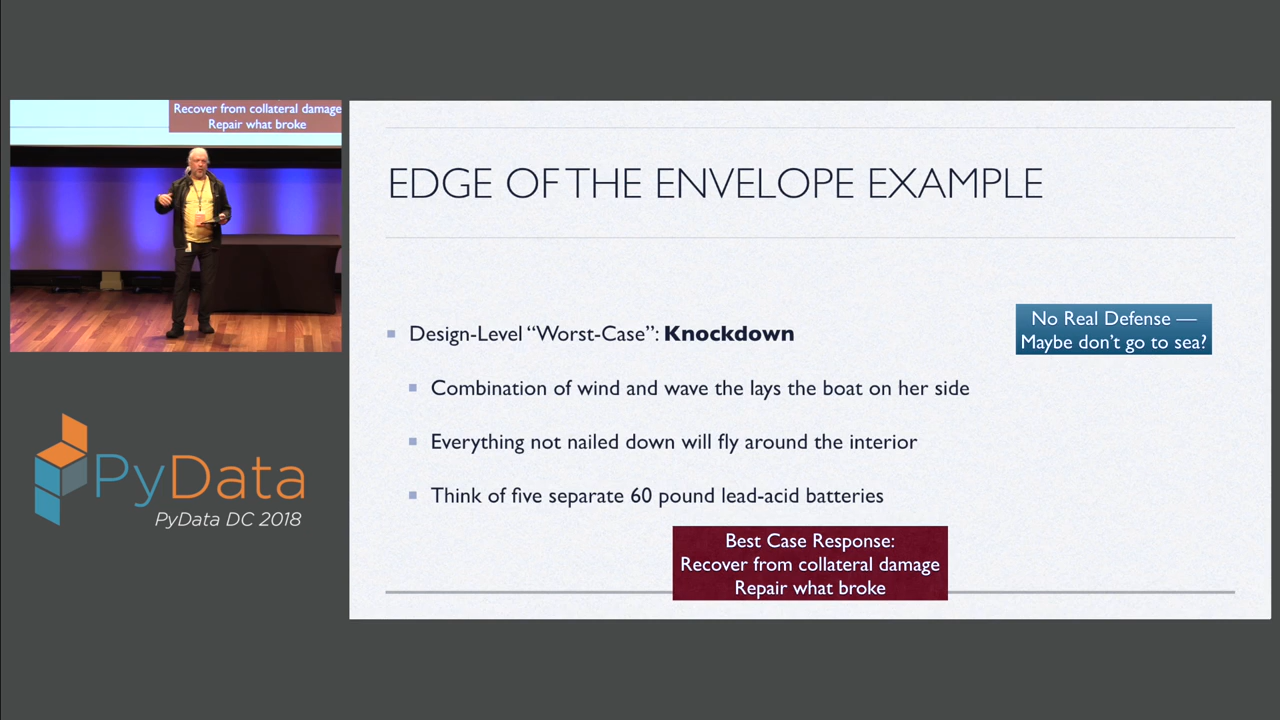 Recover from collateral damage
Repair what broke
EDGE OF THE ENVELOPE EXAMPLE
Design-Level “Worst-Case”: Knockdown
No Real Defense —
Maybe don’t go to sea?
Combination of wind and wave the lays the boat on her side
Everything not nailed down will fly around the interior
Think of five separate 60 pound lead-acid batteries
Best Case Response:
Recover from collateral damage
Repair what broke
PyData
PyData DC 2018